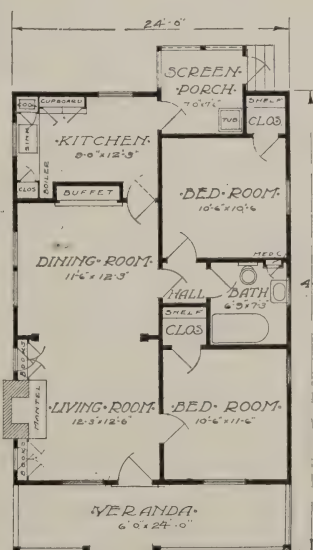 24'-0"
SCREEN
PORCH
7'0"x7'6"
COO
CUPBOARD
SINK
BOILER
CLOS
TUB
SHELF
CLOS
KITCHEN
8'-0"x12'-9"
BUFFET
BED ROOM
10'-6"x10'-6
DINING ROOM
11'-6"x12'-9"
MED.C
HALL
BATH
6'-9"x7'-3"
4
SHELF
CLOS
BOOKS
MANTEL
BOOKS
LIVING ROOM
12'-3"x12'-6"
BED ROOM
10'-6"x11'-6"
VERANDA
6'0"x24'-0"